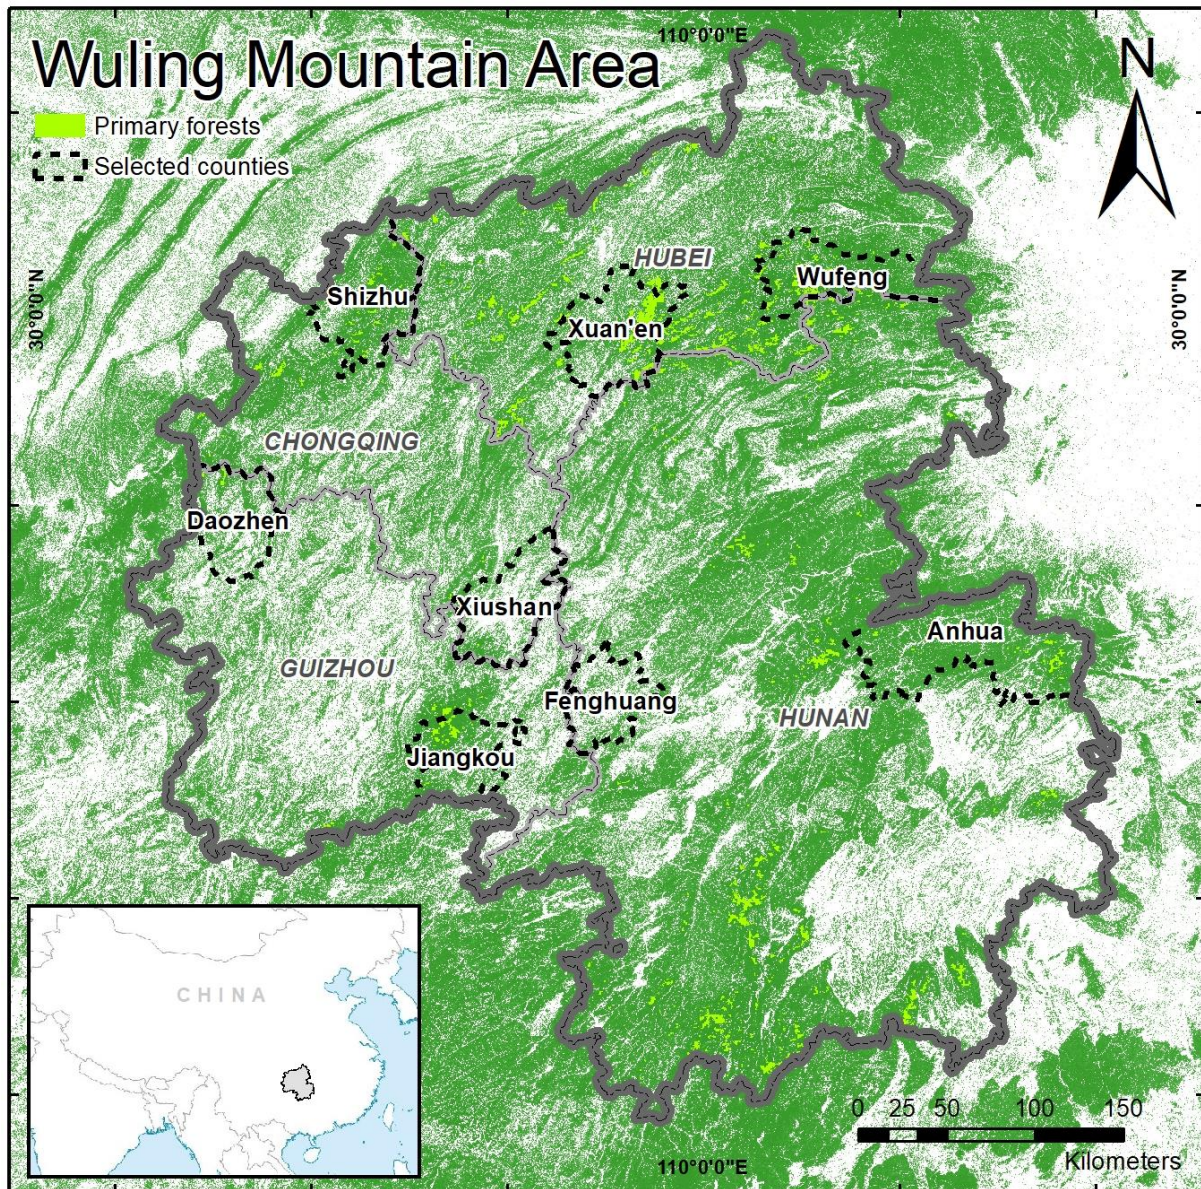 110°0'0"E
Wuling Mountain Area
N
Primary forests
Selected counties
30°0'0"N
30°0'0"N
HUBEI
Wufeng
Shizhu
Xuan'en
CHONGQING
Daozhen
Xiushan
Anhua
GUIZHOU
Fenghuang
HUNAN
Jiangkou
CHINA
0 25 50 100 150
Kilometers
110°0'0"E